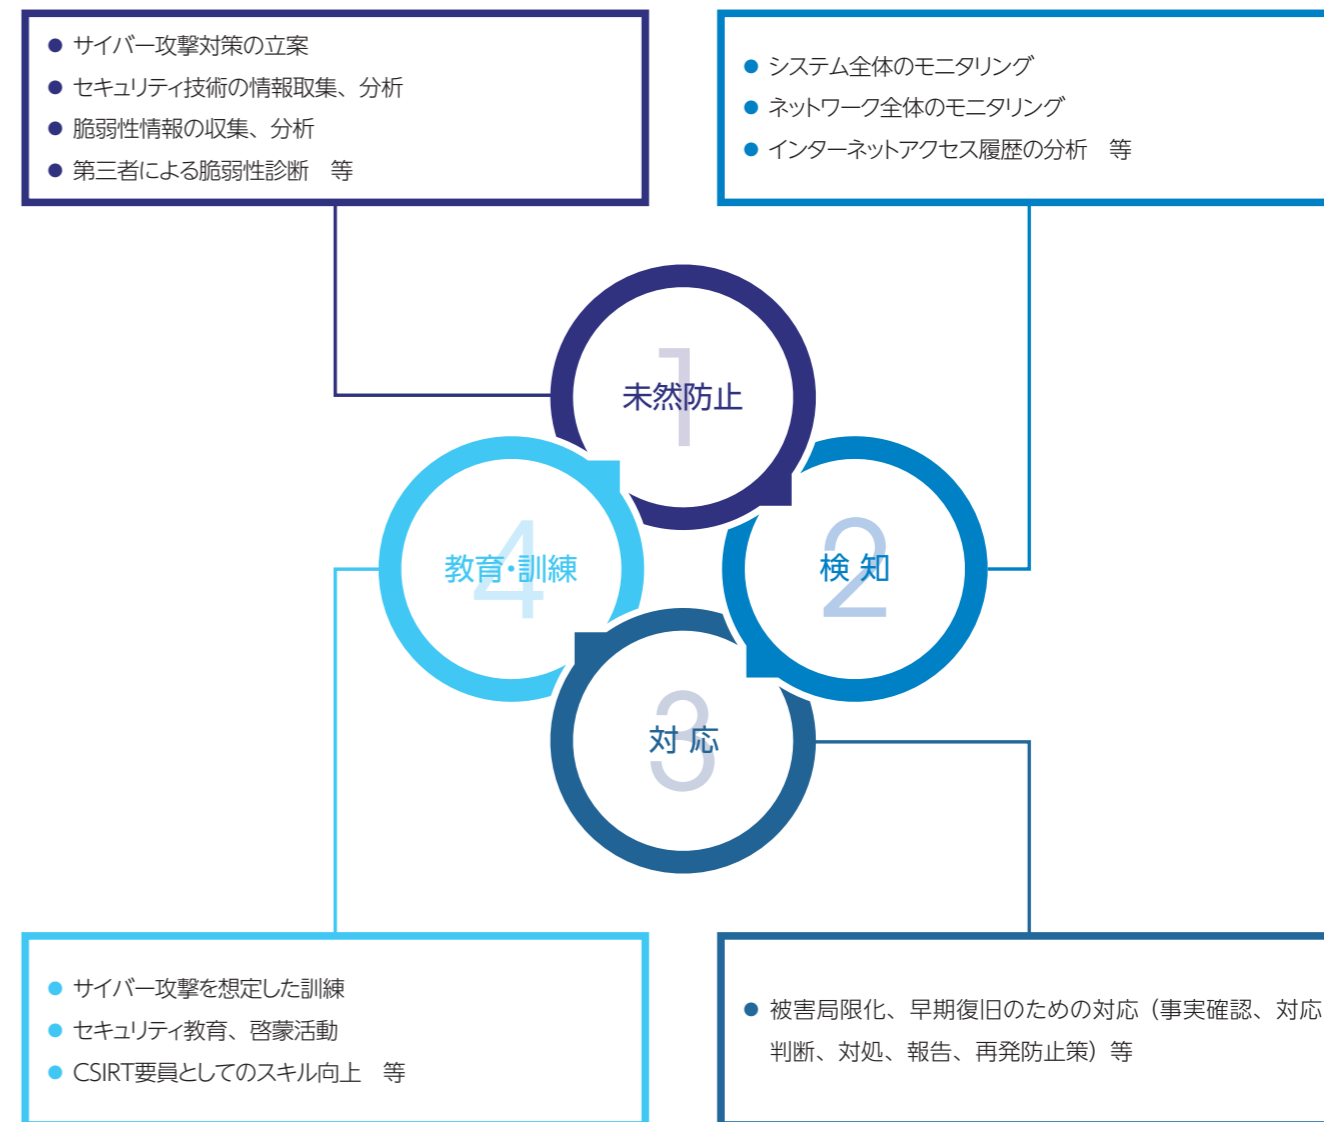 サイバー攻撃対策の立案
セキュリティ技術の情報取集、分析
脆弱性情報の収集、分析
第三者による脆弱性診断　等
システム全体のモニタリング
ネットワーク全体のモニタリング
インターネットアクセス履歴の分析　等
1
未然防止
4
教育・訓練
2
検 知
3
対 応
サイバー攻撃を想定した訓練
セキュリティ教育、啓蒙活動
CSIRT要員としてのスキル向上　等
被害局限化、早期復旧のための対応（事実確認、対応
判断、対処、報告、再発防止策）等